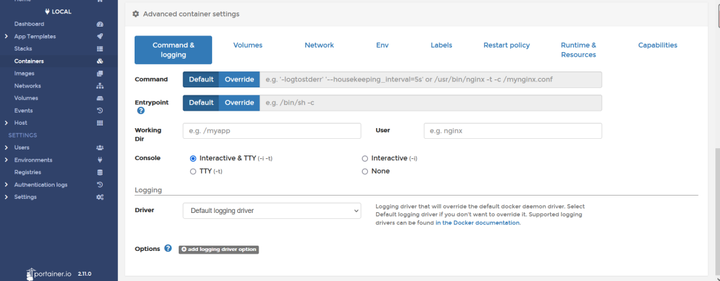 Home
LOCAL
Dashboard
App Templates
Stacks
Containers
Images
Networks
Volumes
Events
Host
SETTINGS
Users
Environments
Registries
Authentication logs
Settings
portainer.io 2.11.0
Advanced container settings
Command & logging
Volumes
Network
Env
Labels
Restart policy
Runtime & Resources
Capabilities
Command Default Override e.g. '-logtostderr' '--housekeeping_interval=5s' or /usr/bin/nginx -t -c /mynginx.conf
Entrypoint Default Override e.g. /bin/sh -c
Working Dir e.g. /myapp User e.g. nginx
Console Interactive & TTY (-i -t) Interactive (-i)
TTY (-t) None
Logging
Driver Default logging driver
Logging driver that will override the default docker daemon driver. Select
Default logging driver if you don't want to override it. Supported logging
drivers can be found in the Docker documentation.
Options add logging driver option